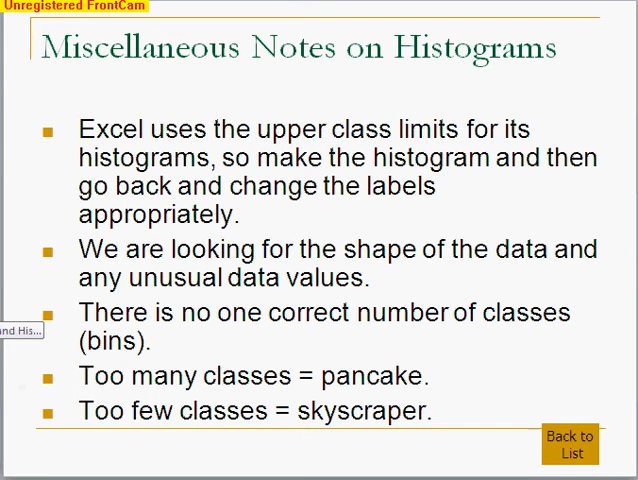 Unregistered FrontCam
Miscellaneous Notes on Histograms
Excel uses the upper class limits for its
histograms, so make the histogram and then
go back and change the labels
appropriately.
We are looking for the shape of the data and
any unusual data values.
There is no one correct number of classes
and His...
(bins).
Too many classes = pancake.
Too few classes = skyscraper.
Back to
List